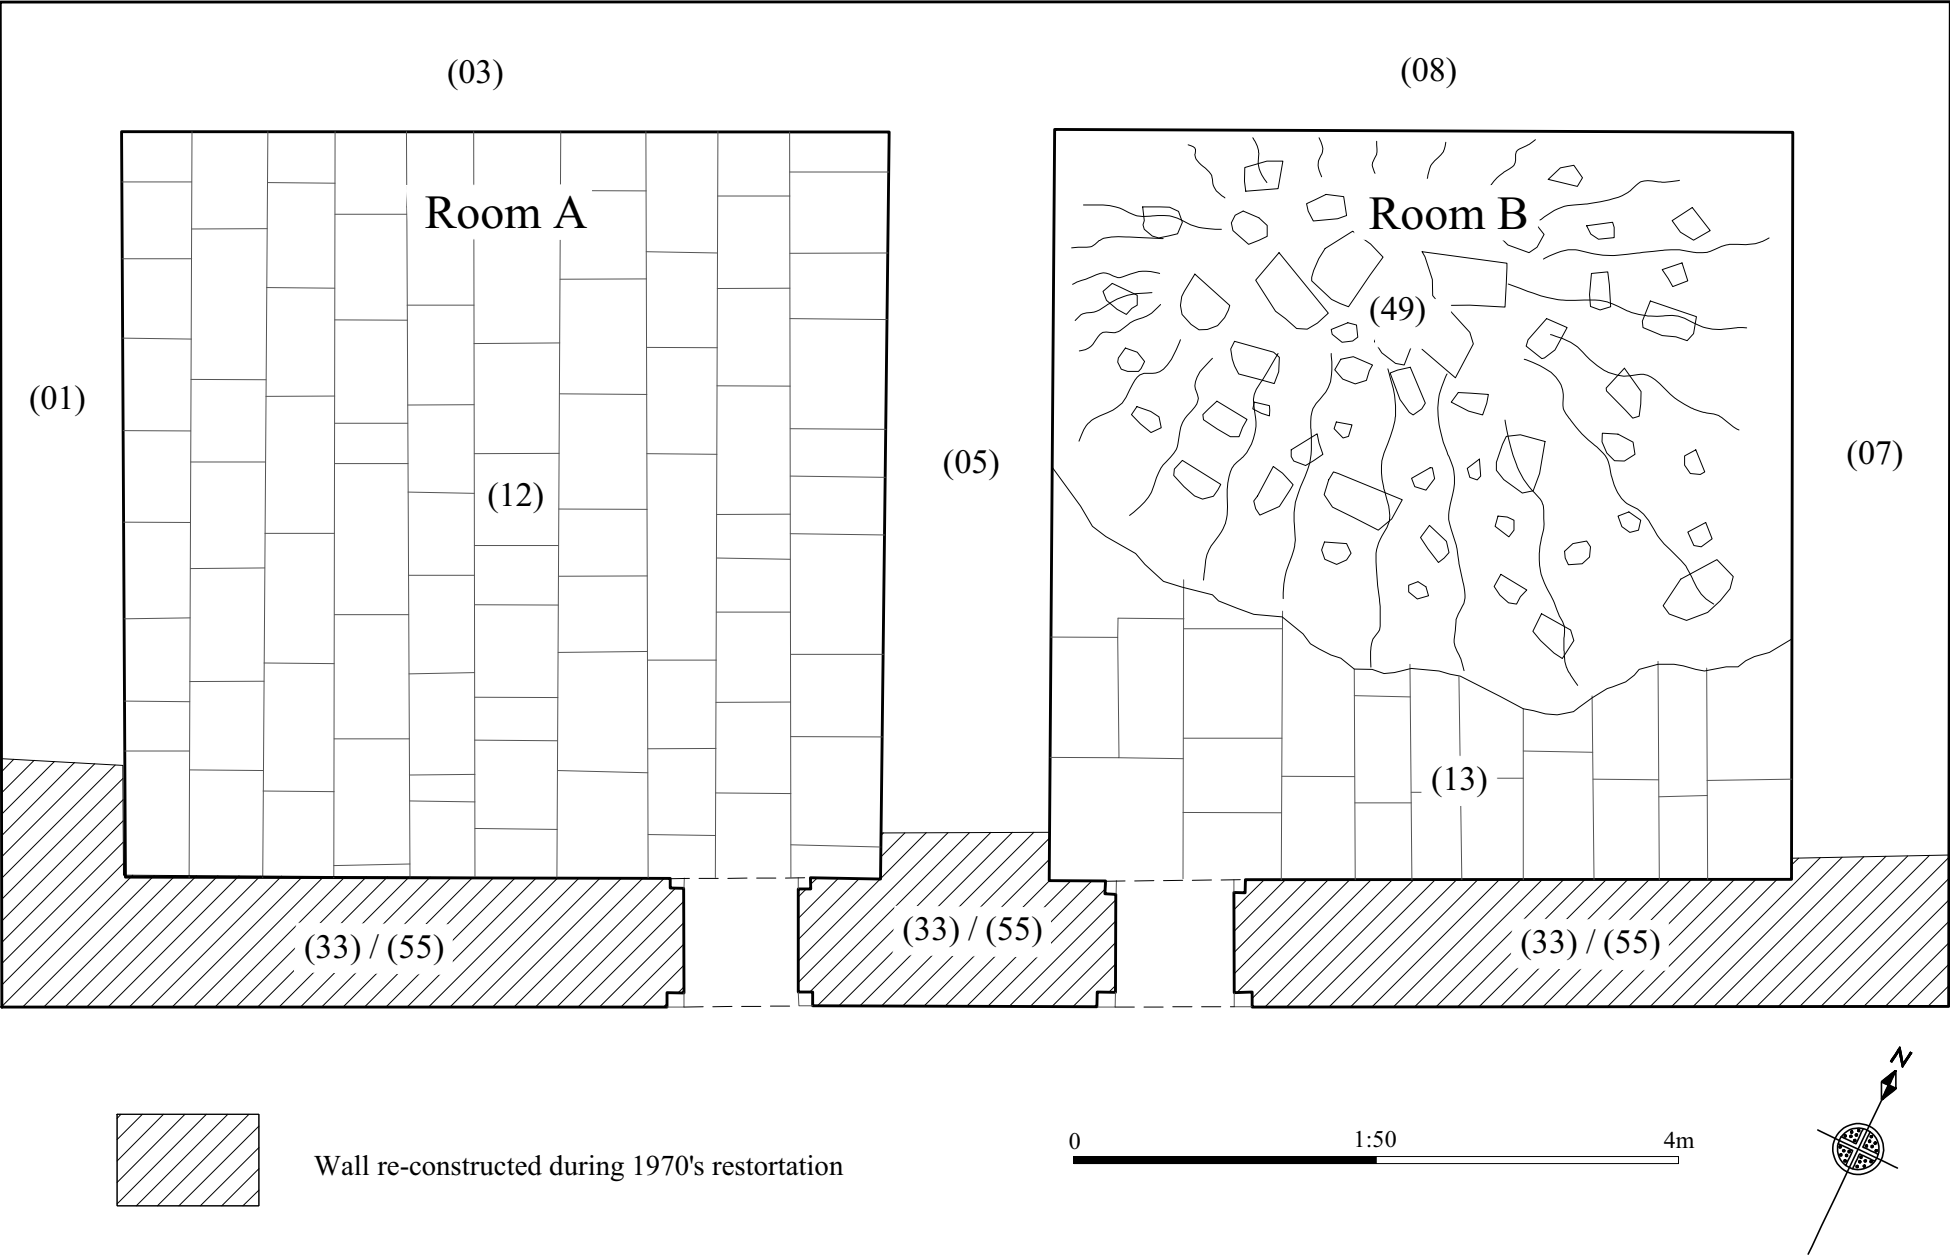 (03)
(08)
Room A
Room B
(49)
(01)
(05)
(07)
(12)
(13)
(33) / (55)
(33) / (55)
(33) / (55)
N
0 1:50 4m
Wall re-constructed during 1970's restortation